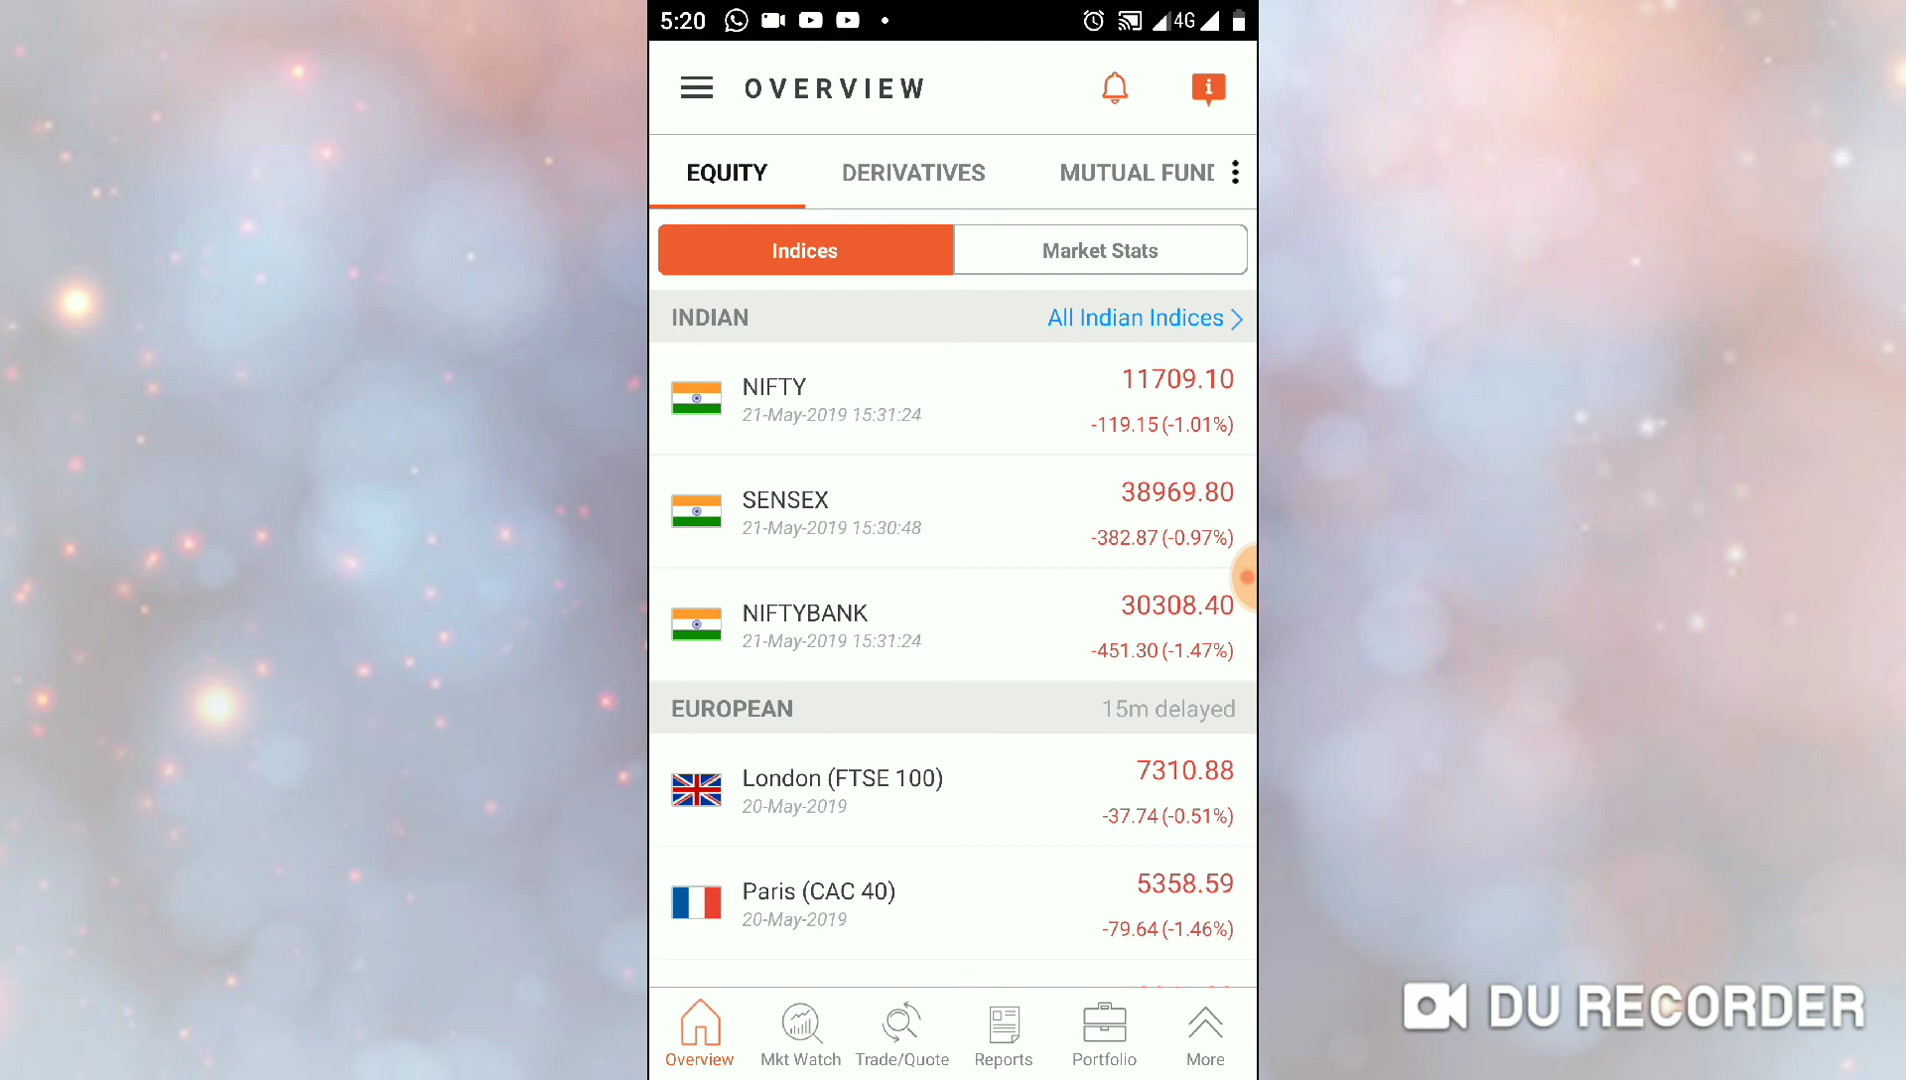 5:20 4G
OVERVIEW
EQUITY DERIVATIVES MUTUAL FUND
Indices Market Stats
INDIAN All Indian Indices
NIFTY 11709.10
21-May-2019 15:31:24 -119.15 (-1.01%)
SENSEX 38969.80
21-May-2019 15:30:48 -382.87 (-0.97%)
NIFTYBANK 30308.40
21-May-2019 15:31:24 -451.30 (-1.47%)
EUROPEAN 15m delayed
London (FTSE 100) 7310.88
20-May-2019 -37.74 (-0.51%)
Paris (CAC 40) 5358.59
20-May-2019 -79.64 (-1.46%)
Overview Mkt Watch Trade/Quote Reports Portfolio More
DU RECORDER